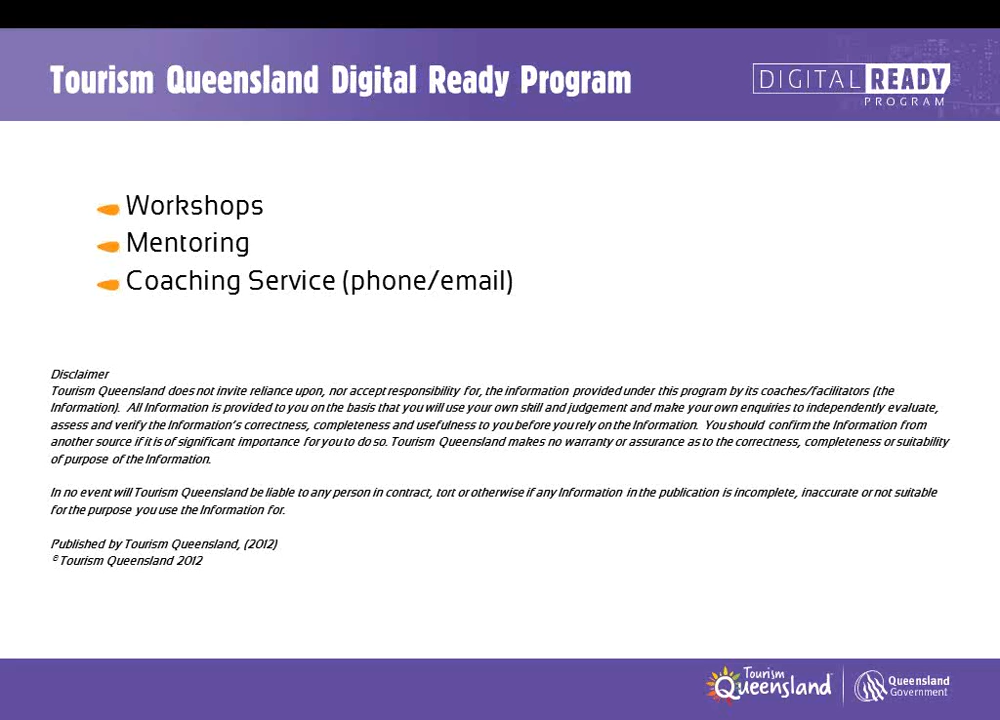 Tourism Queensland Digital Ready Program
DIGITAL READY
PROGRAM
Workshops
Mentoring
Coaching Service (phone/email)
Disclaimer
Tourism Queensland does not invite reliance upon, nor accept responsibility for, the information provided under this program by its coaches/facilitators (the
Information). All Information is provided to you on the basis that you will use your own skill and judgement and make your own enquiries to independently evaluate,
assess and verify the Information's correctness, completeness and usefulness to you before you rely on the Information. You should confirm the Information from
another source if it is of significant importance for you to do so. Tourism Queensland makes no warranty or assurance as to the correctness, completeness or suitability
of purpose of the Information.
In no event will Tourism Queensland be liable to any person in contract, tort or otherwise if any Information in the publication is incomplete, inaccurate or not suitable
for the purpose you use the Information for.
Published by Tourism Queensland, (2012)
© Tourism Queensland 2012
Tourism
Queensland
Queensland
Government